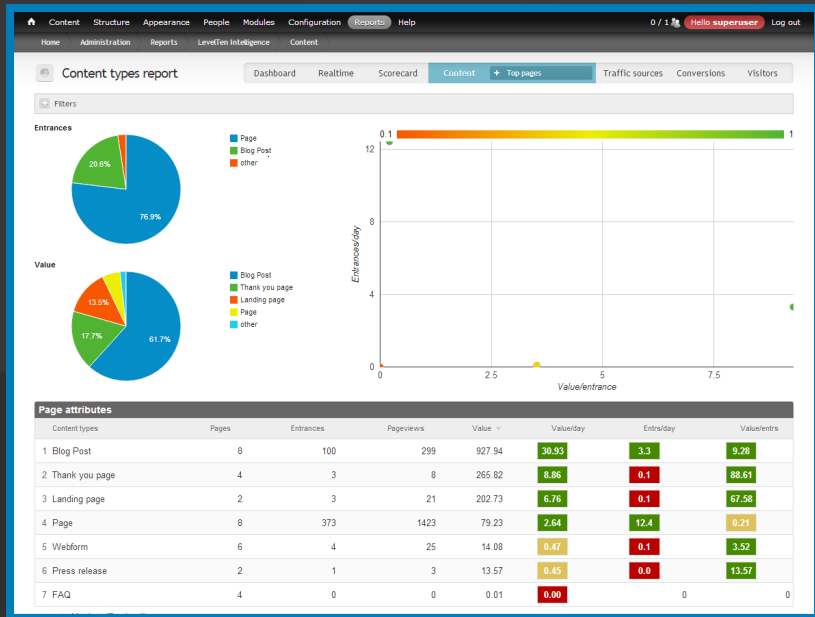 Content Structure Appearance People Modules Configuration Reports Help 0 / 1 Hello superuser Log out
Home Administration Reports LevelTen Intelligence Content
Content types report Dashboard Realtime Scorecard Content + Top pages Traffic sources Conversions Visitors
Filters
Entrances
20.6%
76.9%
Page
Blog Post
other
Value
13.5%
17.7%
61.7%
Blog Post
Thank you page
Landing page
Page
other
0.1 1
12
8
4
0
Entrances/day
0 2.5 5 7.5
Value/entrance
Page attributes
Content types Pages Entrances Pageviews Value Value/day Entrs/day Value/entrs
1 Blog Post 8 100 299 927.94 30.93 3.3 9.28
2 Thank you page 4 3 8 265.82 8.86 0.1 88.61
3 Landing page 2 3 21 202.73 6.76 0.1 67.58
4 Page 8 373 1423 79.23 2.64 12.4 0.21
5 Webform 6 4 25 14.08 0.47 0.1 3.52
6 Press release 2 1 3 13.57 0.45 0.0 13.57
7 FAQ 4 0 0 0.01 0.00 0 0